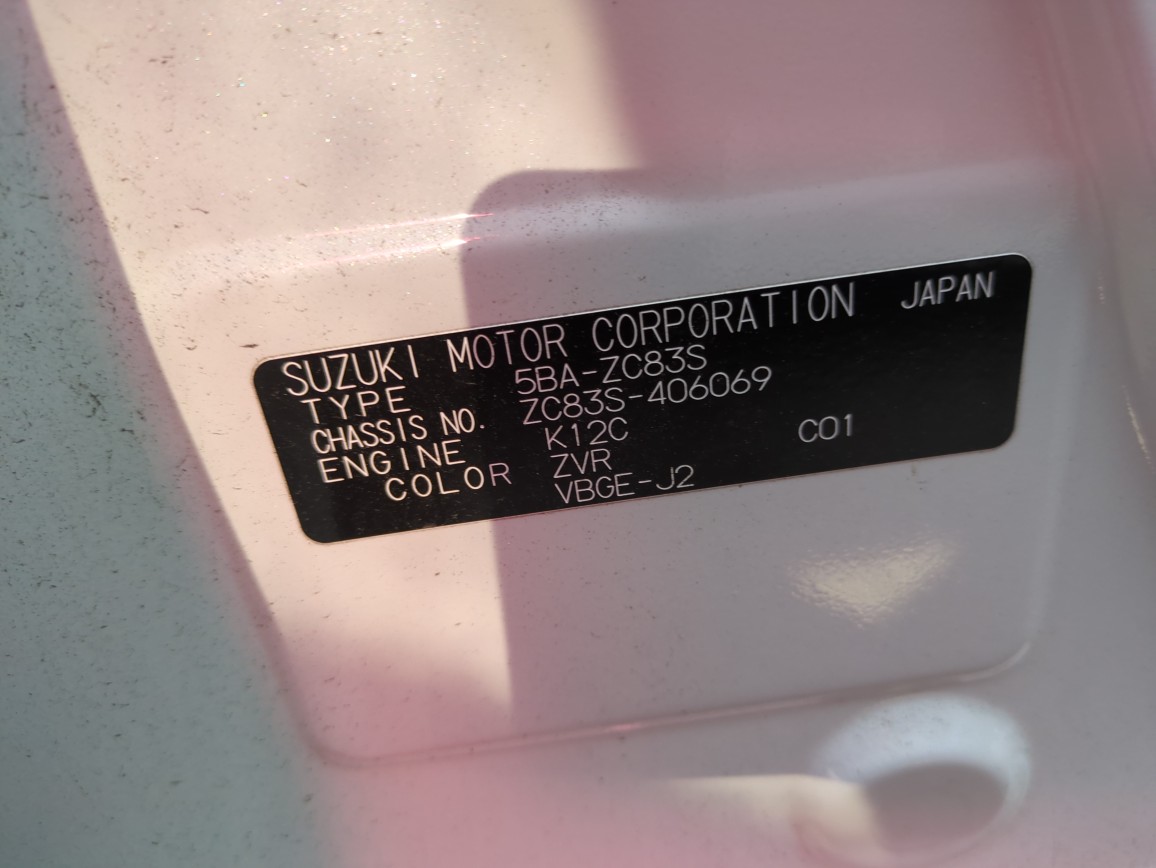 SUZUKI MOTOR CORPORATION JAPAN
TYPE 5BA-ZC83S
CHASSIS NO. ZC83S-406069
ENGINE K12C
COLOR ZVR C01
VBGE-J2